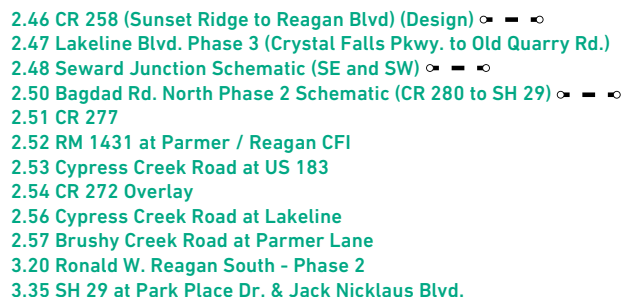 2.46 CR 258 (Sunset Ridge to Reagan Blvd) (Design)
2.47 Lakeline Blvd. Phase 3 (Crystal Falls Pkwy. to Old Quarry Rd.)
2.48 Seward Junction Schematic (SE and SW)
2.50 Bagdad Rd. North Phase 2 Schematic (CR 280 to SH 29)
2.51 CR 277
2.52 RM 1431 at Parmer / Reagan CFI
2.53 Cypress Creek Road at US 183
2.54 CR 272 Overlay
2.56 Cypress Creek Road at Lakeline
2.57 Brushy Creek Road at Parmer Lane
3.20 Ronald W. Reagan South - Phase 2
3.35 SH 29 at Park Place Dr. & Jack Nicklaus Blvd.